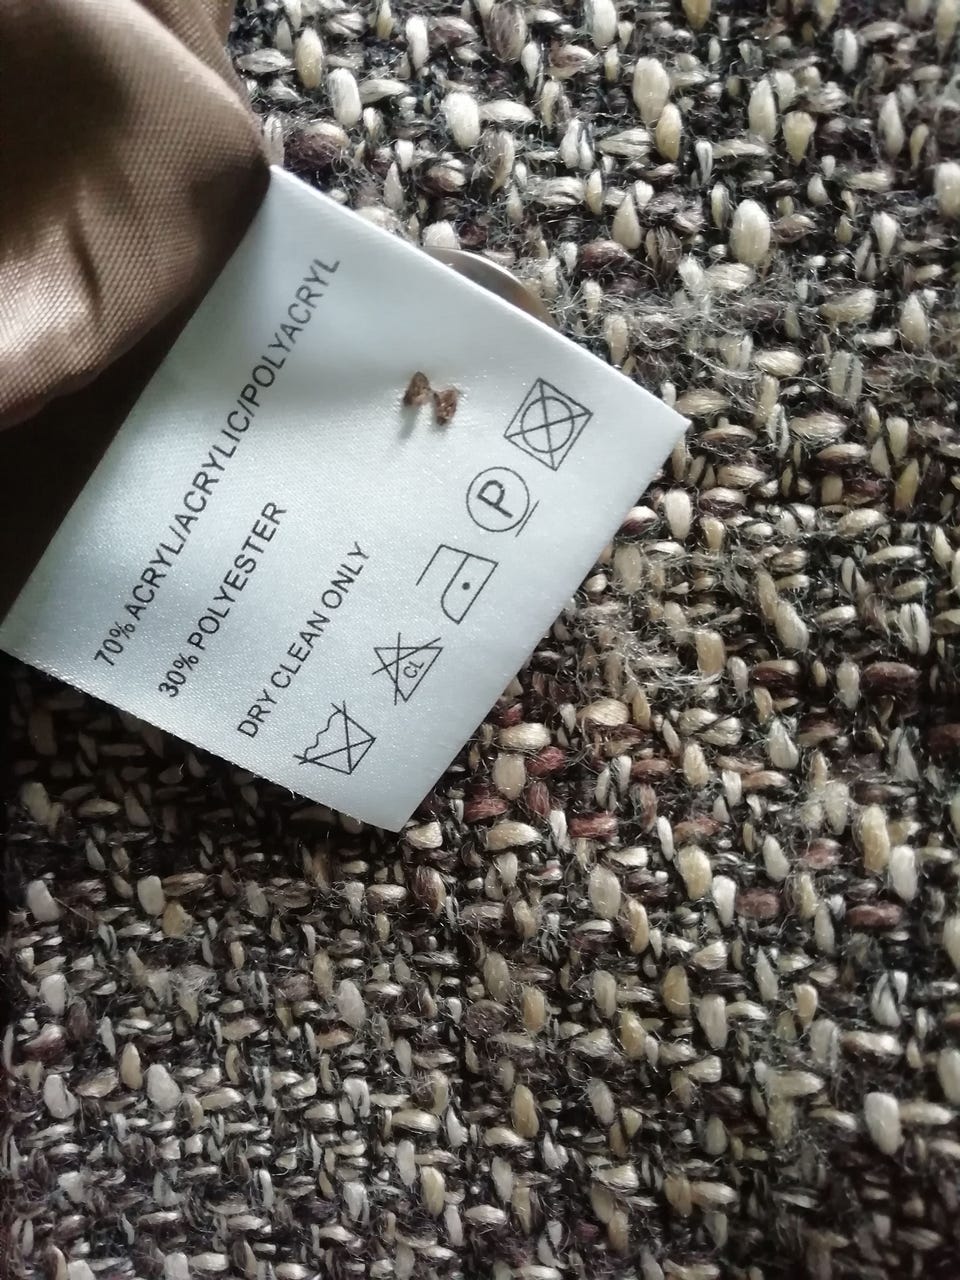 70% ACRYL/ACRYLIC/POLYACRYL
30% POLYESTER
DRY CLEAN ONLY
CL
P